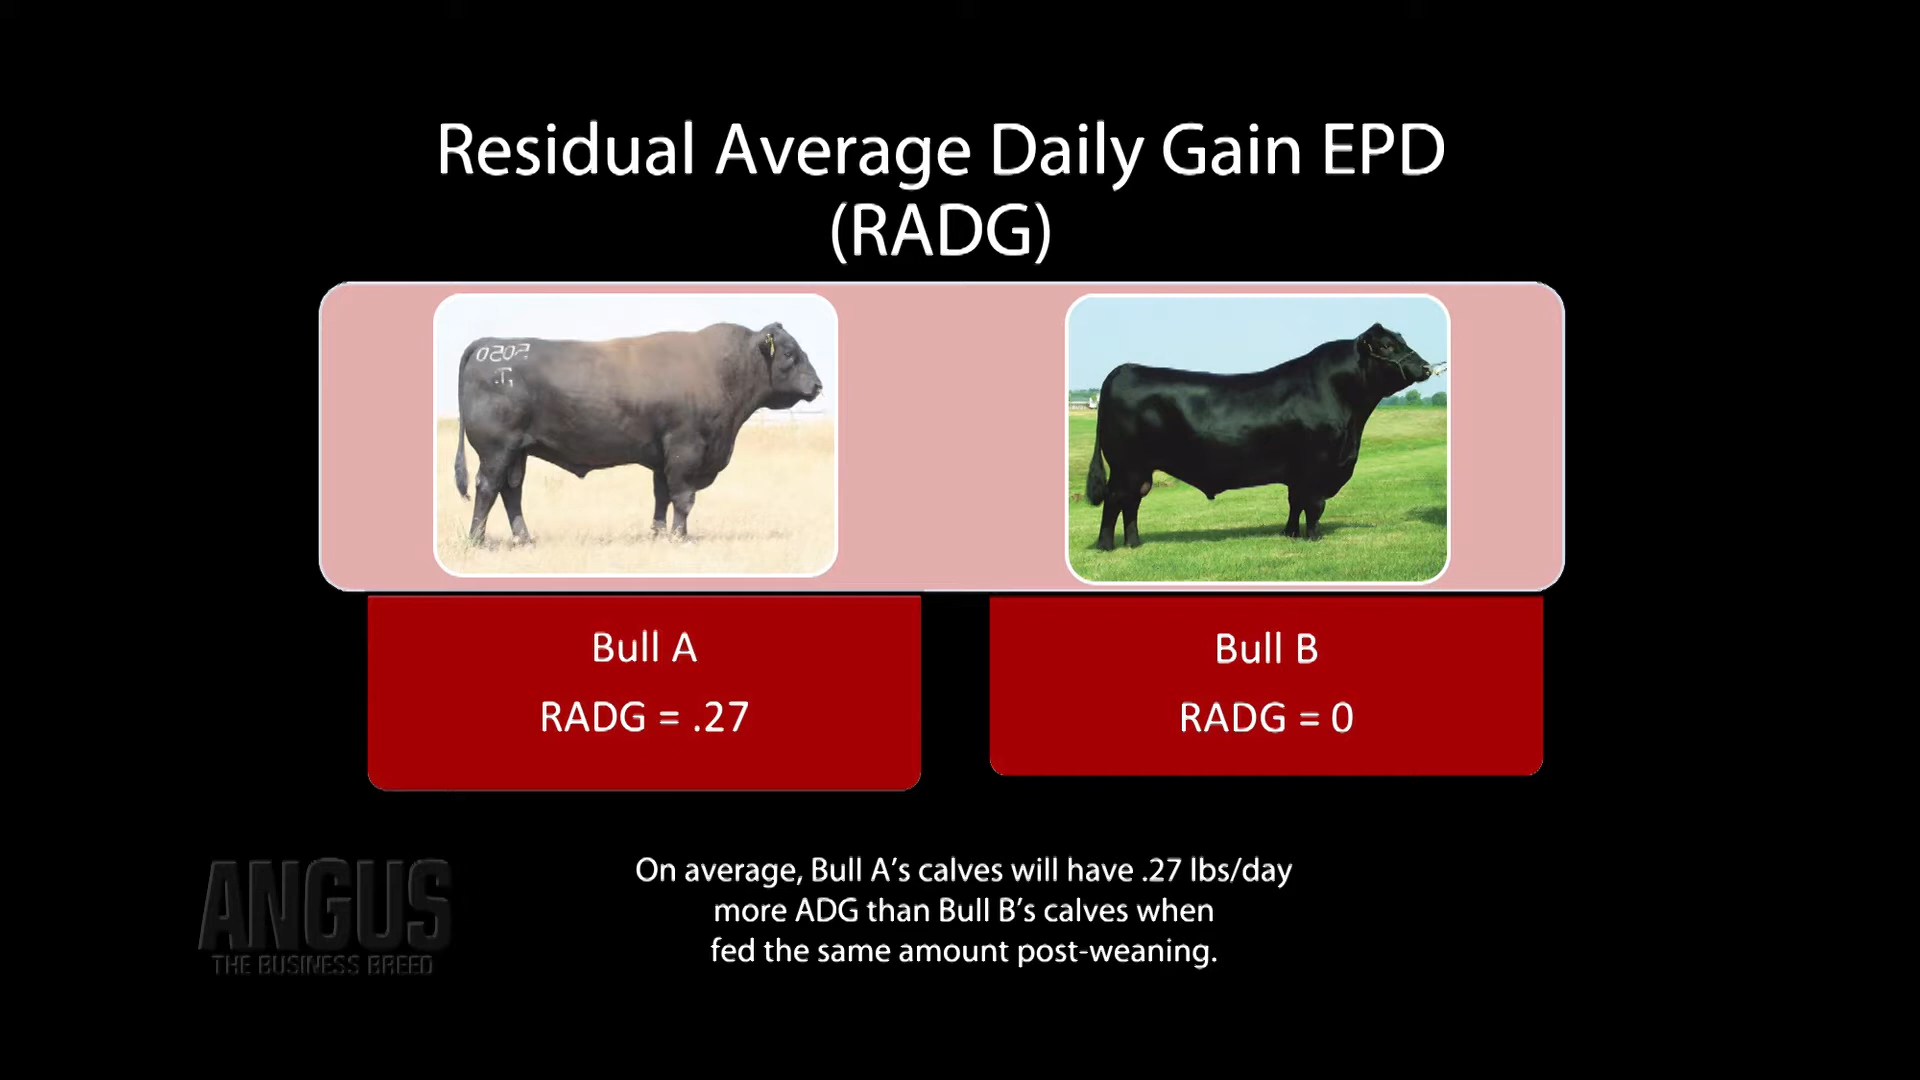 Residual Average Daily Gain EPD
(RADG)
Bull A
RADG = .27
Bull B
RADG = 0
On average, Bull A’s calves will have .27 lbs/day
more ADG than Bull B’s calves when
fed the same amount post-weaning.
ANGUS
THE BUSINESS BREED